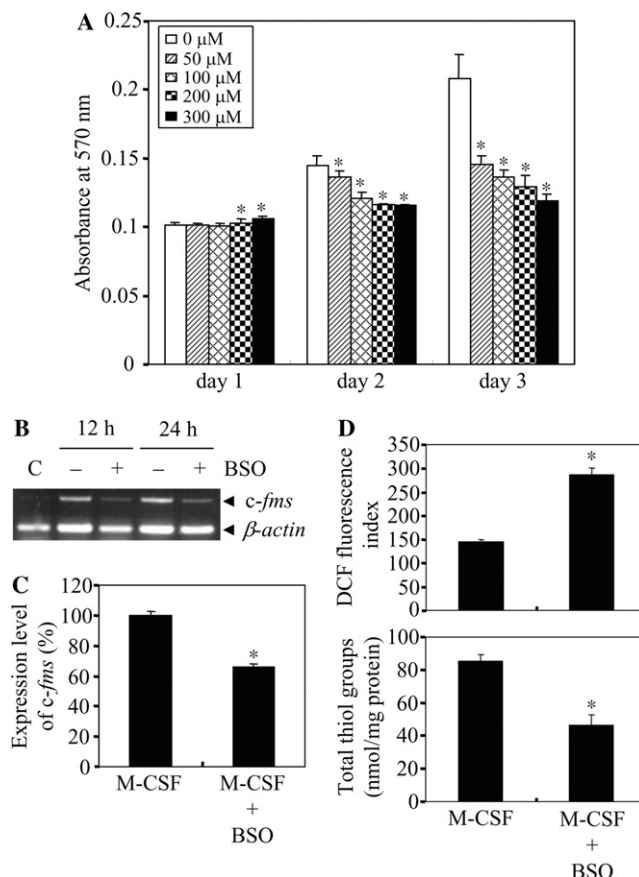 A
0.25
0.2
0.15
0.1
0.05
0
Absorbance at 570 nm
0 μM
50 μM
100 μM
200 μM
300 μM
* *
* * * *
* * * *
day 1 day 2 day 3
B
12 h 24 h
C – + – + BSO
c-fms
β-actin
C
120
100
80
60
40
20
0
Expression level
of c-fms (%)
*
M-CSF M-CSF
+
BSO
D
350
300
250
200
150
100
50
0
DCF fluorescence
index
*
100
80
60
40
20
0
Total thiol groups
(nmol/mg protein)
*
M-CSF M-CSF
+
BSO